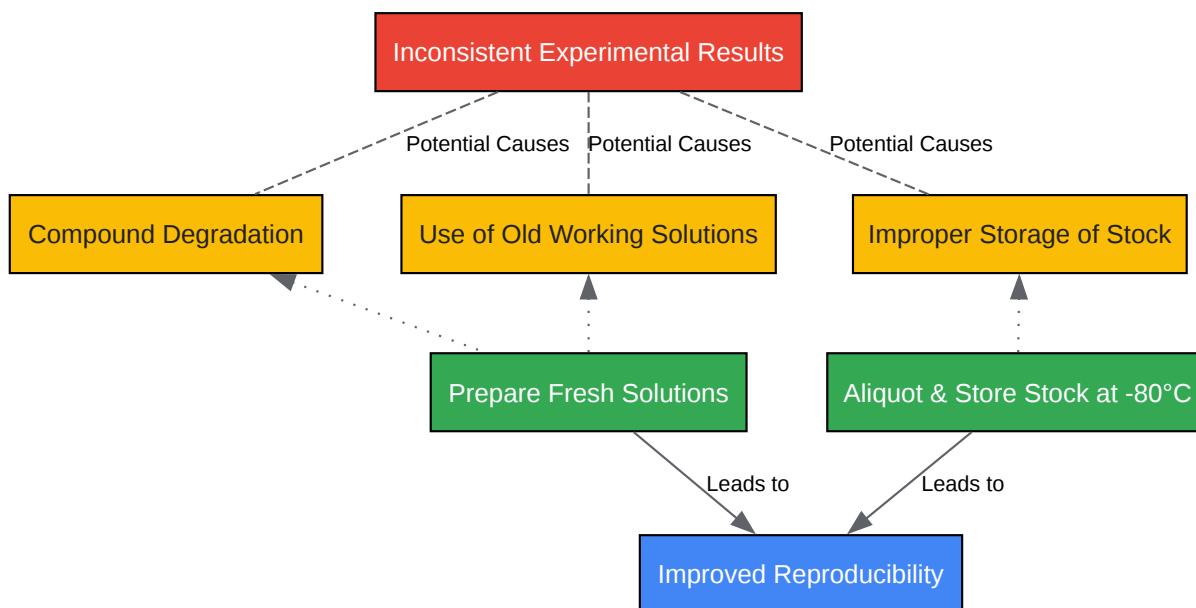 Inconsistent Experimental Results
Potential Causes
Potential Causes
Potential Causes
Compound Degradation
Use of Old Working Solutions
Improper Storage of Stock
Prepare Fresh Solutions
Aliquot & Store Stock at -80°C
Leads to
Leads to
Improved Reproducibility